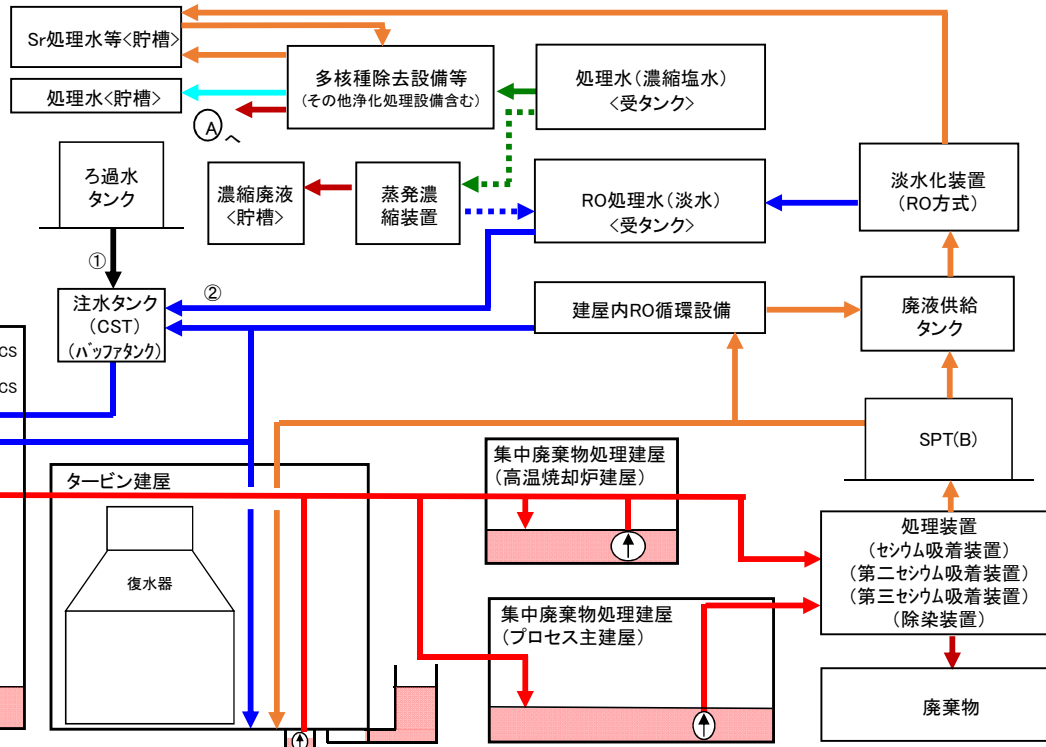 Sr処理水等<貯槽>
処理水<貯槽>
多核種除去設備等
(その他浄化処理設備含む)
処理水(濃縮塩水)
<受タンク>
A
へ
ろ過水
タンク
濃縮廃液
<貯槽>
蒸発濃
縮装置
RO処理水(淡水)
<受タンク>
淡水化装置
(RO方式)
①
②
注水タンク
(CST)
(バッファタンク)
建屋内RO循環設備
廃液供給
タンク
CS
CS
SPT(B)
タービン建屋
復水器
集中廃棄物処理建屋
(高温焼却炉建屋)
集中廃棄物処理建屋
(プロセス主建屋)
処理装置
(セシウム吸着装置)
(第二セシウム吸着装置)
(第三セシウム吸着装置)
(除染装置)
廃棄物